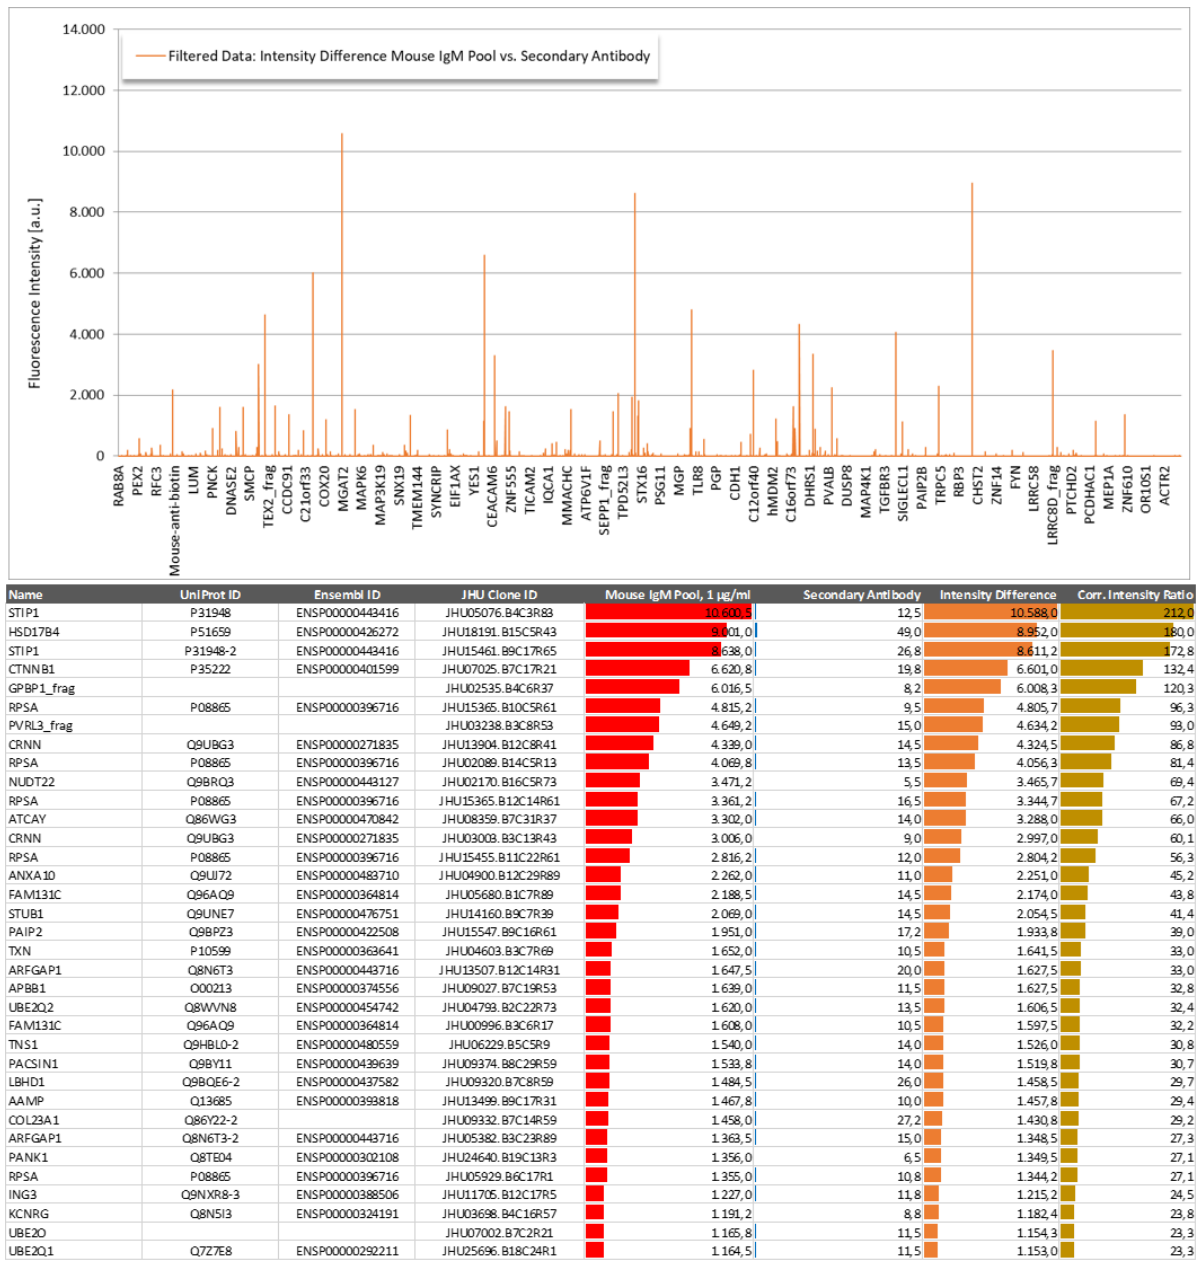 14.000
Filtered Data: Intensity Difference Mouse IgM Pool vs. Secondary Antibody
12.000
10.000
8.000
6.000
4.000
2.000
0
Fluorescence Intensity [a.u.]
RAB8A
PEX2
RFC3
Mouse-anti-biotin
LUM
PNCK
DNASE2
SMCP
TEX2_frag
CCDC91
C21orf33
COX20
MGAT2
MAPK6
MAP3K19
SNX19
TMEM144
SYNCRIP
EIF1AX
YES1
CEACAM6
ZNF555
TICAM2
IQCA1
MMACHC
ATP6V1F
SEPP1_frag
TPD52L3
STX16
PSG11
MGP
TLR8
PGP
CDH1
C12orf40
hMDM2
C16orf73
DHRS1
PVALB
DUSP8
MAP4K1
TGFBR3
SIGLECL1
PAIP2B
TRPC5
RBP3
CHST2
ZNF14
FYN
LRRC58
LRRC8D_frag
PTCHD2
PCDHAC1
MEP1A
ZNF610
OR10S1
ACTR2
Name UniProt ID Ensembl ID JHU Clone ID Mouse IgM Pool, 1 µg/ml Secondary Antibody Intensity Difference Corr. Intensity Ratio
STIP1 P31948 ENSP00000443416 JHU05076.B4C3R83 10.600,5 12,5 10.588,0 212,0
HSD17B4 P51659 ENSP00000426272 JHU18191.B15C5R43 9.001,0 49,0 8.952,0 180,0
STIP1 P31948-2 ENSP00000443416 JHU15461.B9C17R65 8.638,0 26,8 8.611,2 172,8
CTNNB1 P35222 ENSP00000401599 JHU07025.B7C17R21 6.620,8 19,8 6.601,0 132,4
GPBP1_frag JHU02535.B4C6R37 6.016,5 8,2 6.008,3 120,3
RPSA P08865 ENSP00000396716 JHU15365.B10C5R61 4.815,2 9,5 4.805,7 96,3
PVRL3_frag JHU03238.B3C8R53 4.649,2 15,0 4.634,2 93,0
CRNN Q9UBG3 ENSP00000271835 JHU13904.B12C8R41 4.339,0 14,5 4.324,5 86,8
RPSA P08865 ENSP00000396716 JHU02089.B14C5R13 4.069,8 13,5 4.056,3 81,4
NUDT22 Q9BRQ3 ENSP00000443127 JHU02170.B16C5R73 3.471,2 5,5 3.465,7 69,4
RPSA P08865 ENSP00000396716 JHU15365.B12C14R61 3.361,2 16,5 3.344,7 67,2
ATCAY Q86WG3 ENSP00000470842 JHU08359.B7C31R37 3.302,0 14,0 3.288,0 66,0
CRNN Q9UBG3 ENSP00000271835 JHU03003.B3C13R43 3.006,0 9,0 2.997,0 60,1
RPSA P08865 ENSP00000396716 JHU15455.B11C22R61 2.816,2 12,0 2.804,2 56,3
ANXA10 Q9UJ72 ENSP00000483710 JHU04900.B12C29R89 2.262,0 11,0 2.251,0 45,2
FAM131C Q96AQ9 ENSP00000364814 JHU05680.B1C7R89 2.188,5 14,5 2.174,0 43,8
STUB1 Q9UNE7 ENSP00000476751 JHU14160.B9C7R39 2.069,0 14,5 2.054,5 41,4
PAIP2 Q9BPZ3 ENSP00000422508 JHU15547.B9C16R61 1.951,0 17,2 1.933,8 39,0
TXN P10599 ENSP00000363641 JHU04603.B3C7R69 1.652,0 10,5 1.641,5 33,0
ARFGAP1 Q8N6T3 ENSP00000443716 JHU13507.B12C14R31 1.647,5 20,0 1.627,5 33,0
APBB1 O00213 ENSP00000374556 JHU09027.B7C19R53 1.639,0 11,5 1.627,5 32,8
UBE2Q2 Q8WVN8 ENSP00000454742 JHU04793.B2C22R73 1.620,0 13,5 1.606,5 32,4
FAM131C Q96AQ9 ENSP00000364814 JHU00996.B3C6R17 1.608,0 10,5 1.597,5 32,2
TNS1 Q9HBL0-2 ENSP00000480559 JHU06229.B5C5R9 1.540,0 14,0 1.526,0 30,8
PACSIN1 Q9BY11 ENSP00000439639 JHU09374.B8C29R59 1.533,8 14,0 1.519,8 30,7
LBHD1 Q9BQE6-2 ENSP00000437582 JHU09320.B7C8R59 1.484,5 26,0 1.458,5 29,7
AAMP Q13685 ENSP00000393818 JHU13499.B9C17R31 1.467,8 10,0 1.457,8 29,4
COL23A1 Q86Y22-2 JHU09332.B7C14R59 1.458,0 27,2 1.430,8 29,2
ARFGAP1 Q8N6T3-2 ENSP00000443716 JHU05382.B3C23R89 1.363,5 15,0 1.348,5 27,3
PANK1 Q8TE04 ENSP00000302108 JHU24640.B19C13R3 1.356,0 6,5 1.349,5 27,1
RPSA P08865 ENSP00000396716 JHU05929.B6C17R1 1.355,0 10,8 1.344,2 27,1
ING3 Q9NXR8-3 ENSP00000388506 JHU11705.B12C17R5 1.227,0 11,8 1.215,2 24,5
KCNRG Q8N5I3 ENSP00000324191 JHU03698.B4C16R57 1.191,2 8,8 1.182,4 23,8
UBE2O JHU07002.B7C2R21 1.165,8 11,5 1.154,3 23,3
UBE2Q1 Q7Z7E8 ENSP00000292211 JHU25696.B18C24R1 1.164,5 11,5 1.153,0 23,3